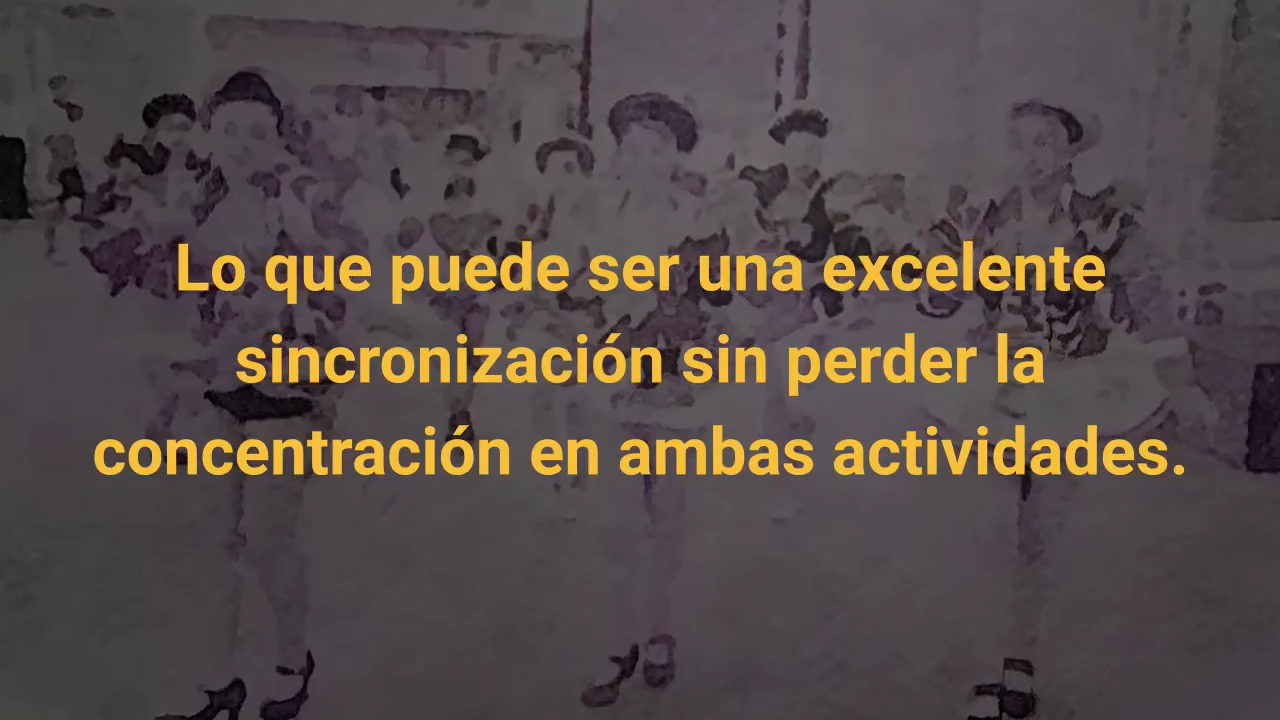 Lo que puede ser una excelente
sincronización sin perder la
concentración en ambas actividades.